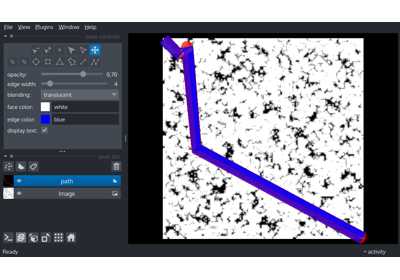 File View Plugins Window Help
layer controls
opacity: 0,70
edge width: 4
blending: translucent
face color: white
edge color: blue
display text:
layer list
path
Image
Ready
activity